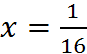 x = 1/16